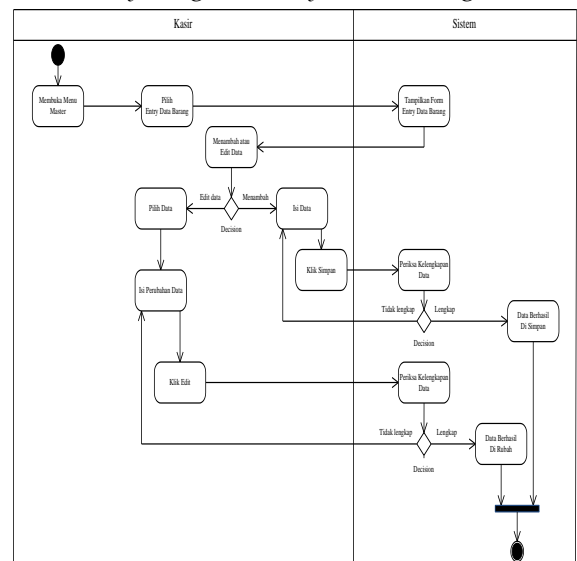 Kasir
Sistem
Membuka Menu
Master
Pilih
Entry Data Barang
Tampilkan Form
Entry Data Barang
Menambah atau
Edit Data
Edit data
Menambah
Decision
Pilih Data
Isi Data
Klik Simpan
Periksa Kelengkapan
Data
Isi Perubahan Data
Tidak lengkap
Lengkap
Decision
Data Berhasil
Di Simpan
Klik Edit
Periksa Kelengkapan
Data
Tidak lengkap
Lengkap
Decision
Data Berhasil
Di Rubah